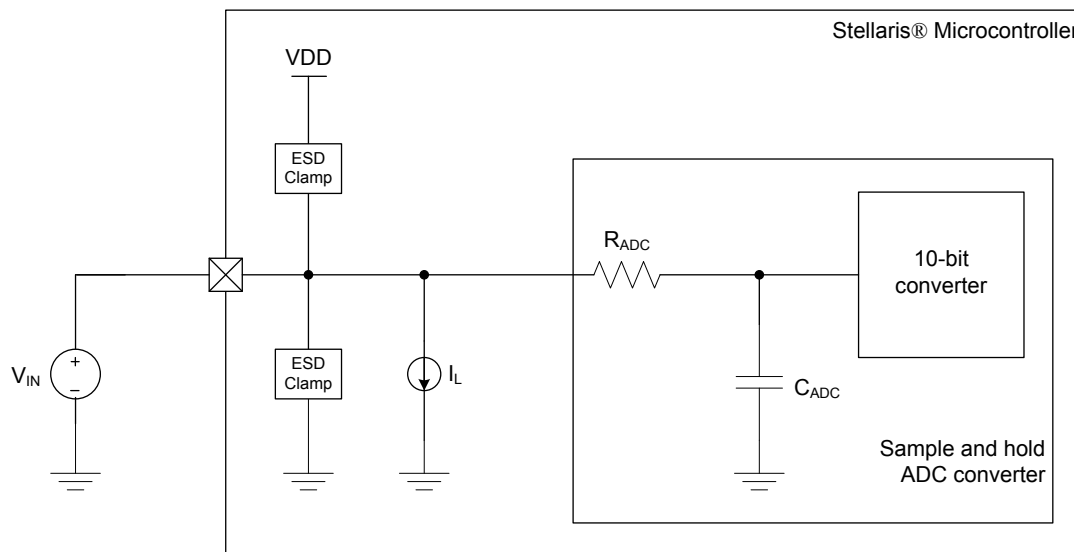 Stellaris® Microcontroller
VDD
ESD
Clamp
RADC
10-bit
converter
VIN
+
–
ESD
Clamp
IL
CADC
Sample and hold
ADC converter